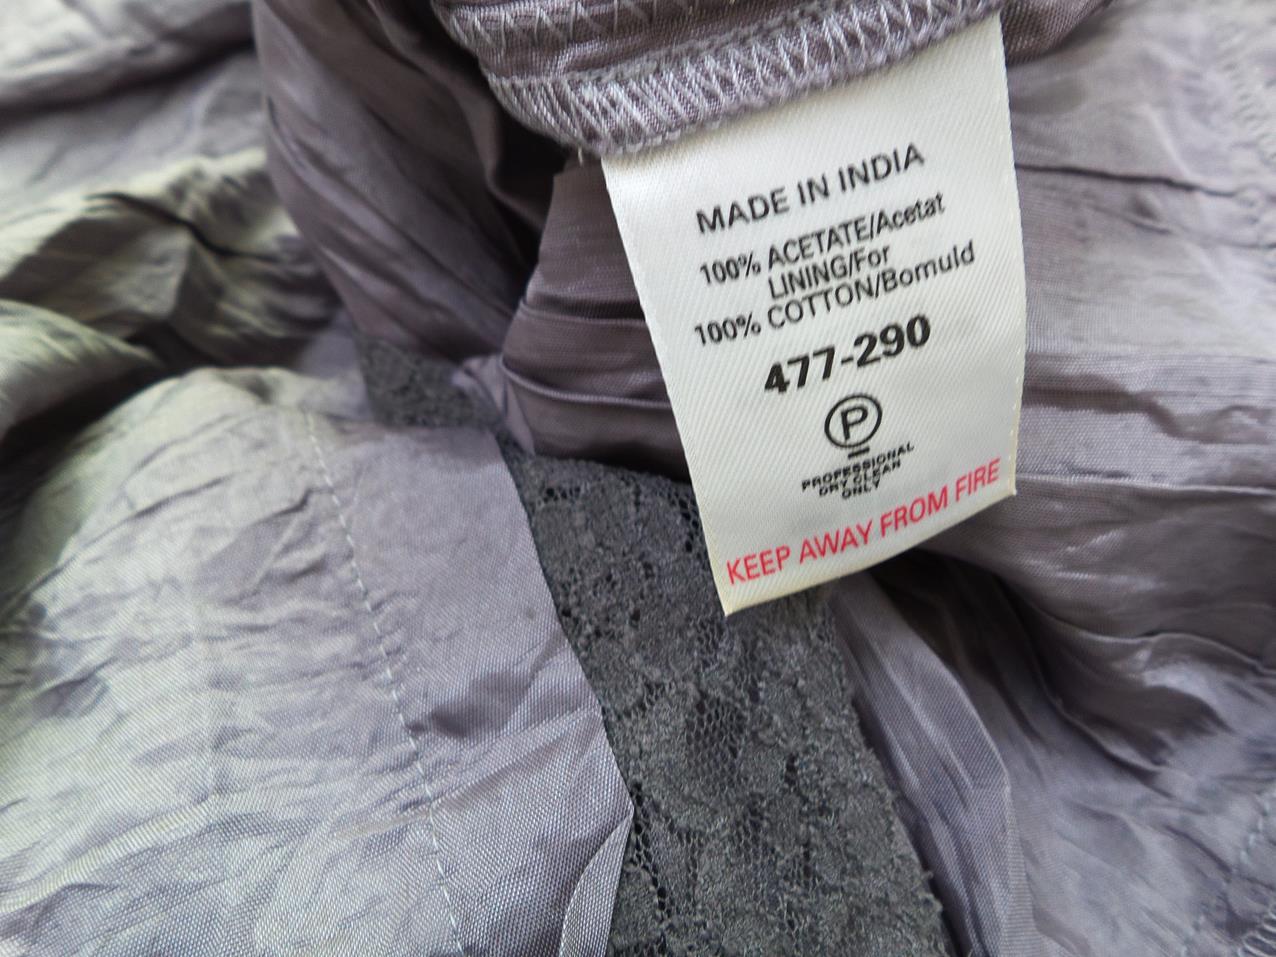 MADE IN INDIA
100% ACETATE/Acetat
LINING/For
100% COTTON/Bomuld
477-290
P
PROFESSIONAL
DRY CLEAN
ONLY
KEEP AWAY FROM FIRE